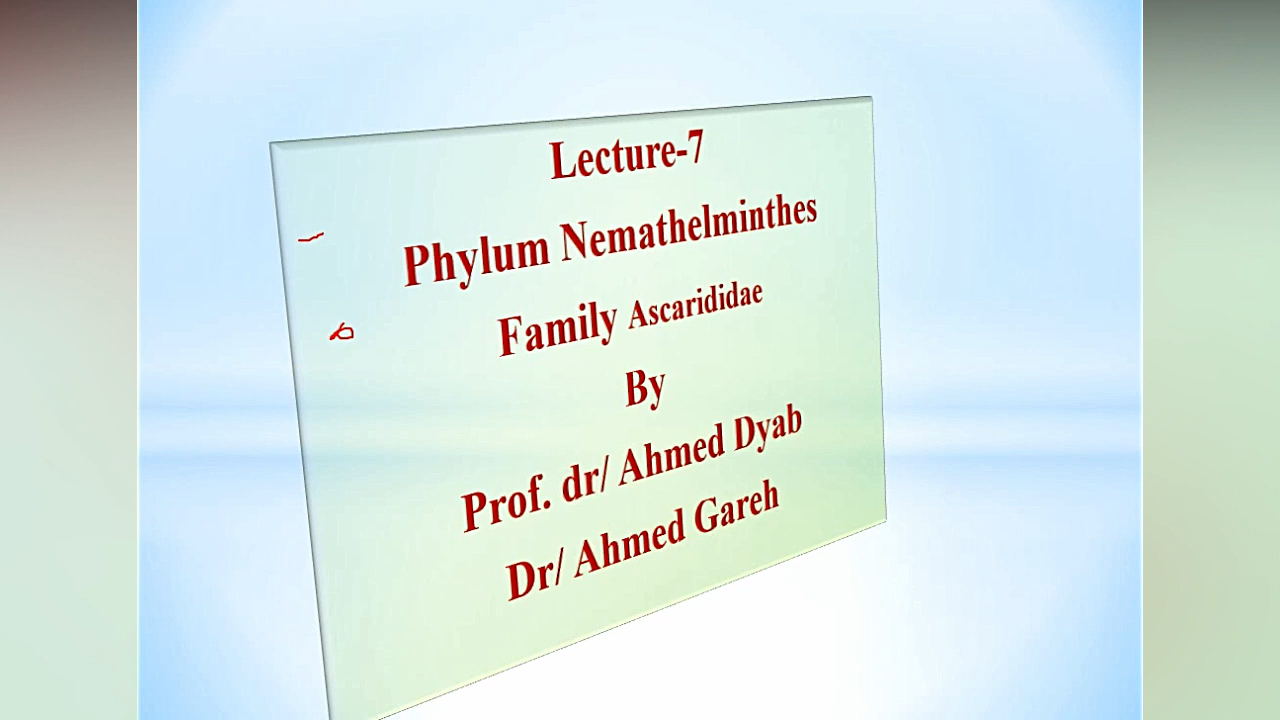 Lecture-7
Phylum Nemathelminthes
Family Ascarididae
By
Prof. dr/ Ahmed Dyab
Dr/ Ahmed Gareh